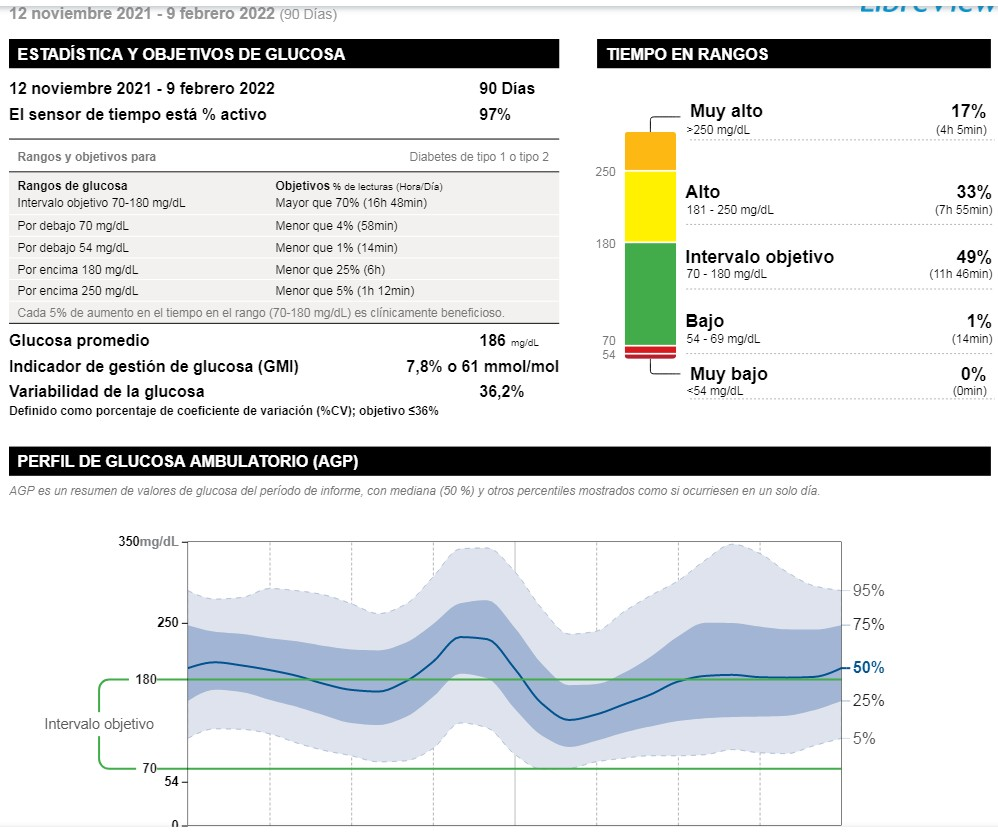 12 noviembre 2021 - 9 febrero 2022 (90 Días)
LibreView
ESTADÍSTICA Y OBJETIVOS DE GLUCOSA
12 noviembre 2021 - 9 febrero 2022 90 Días
El sensor de tiempo está % activo 97%
Rangos y objetivos para Diabetes de tipo 1 o tipo 2
Rangos de glucosa Objetivos % de lecturas (Hora/Día)
Intervalo objetivo 70-180 mg/dL Mayor que 70% (16h 48min)
Por debajo 70 mg/dL Menor que 4% (58min)
Por debajo 54 mg/dL Menor que 1% (14min)
Por encima 180 mg/dL Menor que 25% (6h)
Por encima 250 mg/dL Menor que 5% (1h 12min)
Cada 5% de aumento en el tiempo en el rango (70-180 mg/dL) es clínicamente beneficioso.
Glucosa promedio 186 mg/dL
Indicador de gestión de glucosa (GMI) 7,8% o 61 mmol/mol
Variabilidad de la glucosa 36,2%
Definido como porcentaje de coeficiente de variación (%CV); objetivo ≤36%
TIEMPO EN RANGOS
Muy alto 17%
>250 mg/dL (4h 5min)
250
Alto 33%
181 - 250 mg/dL (7h 55min)
180
Intervalo objetivo 49%
70 - 180 mg/dL (11h 46min)
Bajo 1%
70 54 - 69 mg/dL (14min)
54
Muy bajo 0%
<54 mg/dL (0min)
PERFIL DE GLUCOSA AMBULATORIO (AGP)
AGP es un resumen de valores de glucosa del período de informe, con mediana (50 %) y otros percentiles mostrados como si ocurriesen en un solo día.
350mg/dL
95%
250
75%
50%
180
25%
Intervalo objetivo
5%
70
54
0